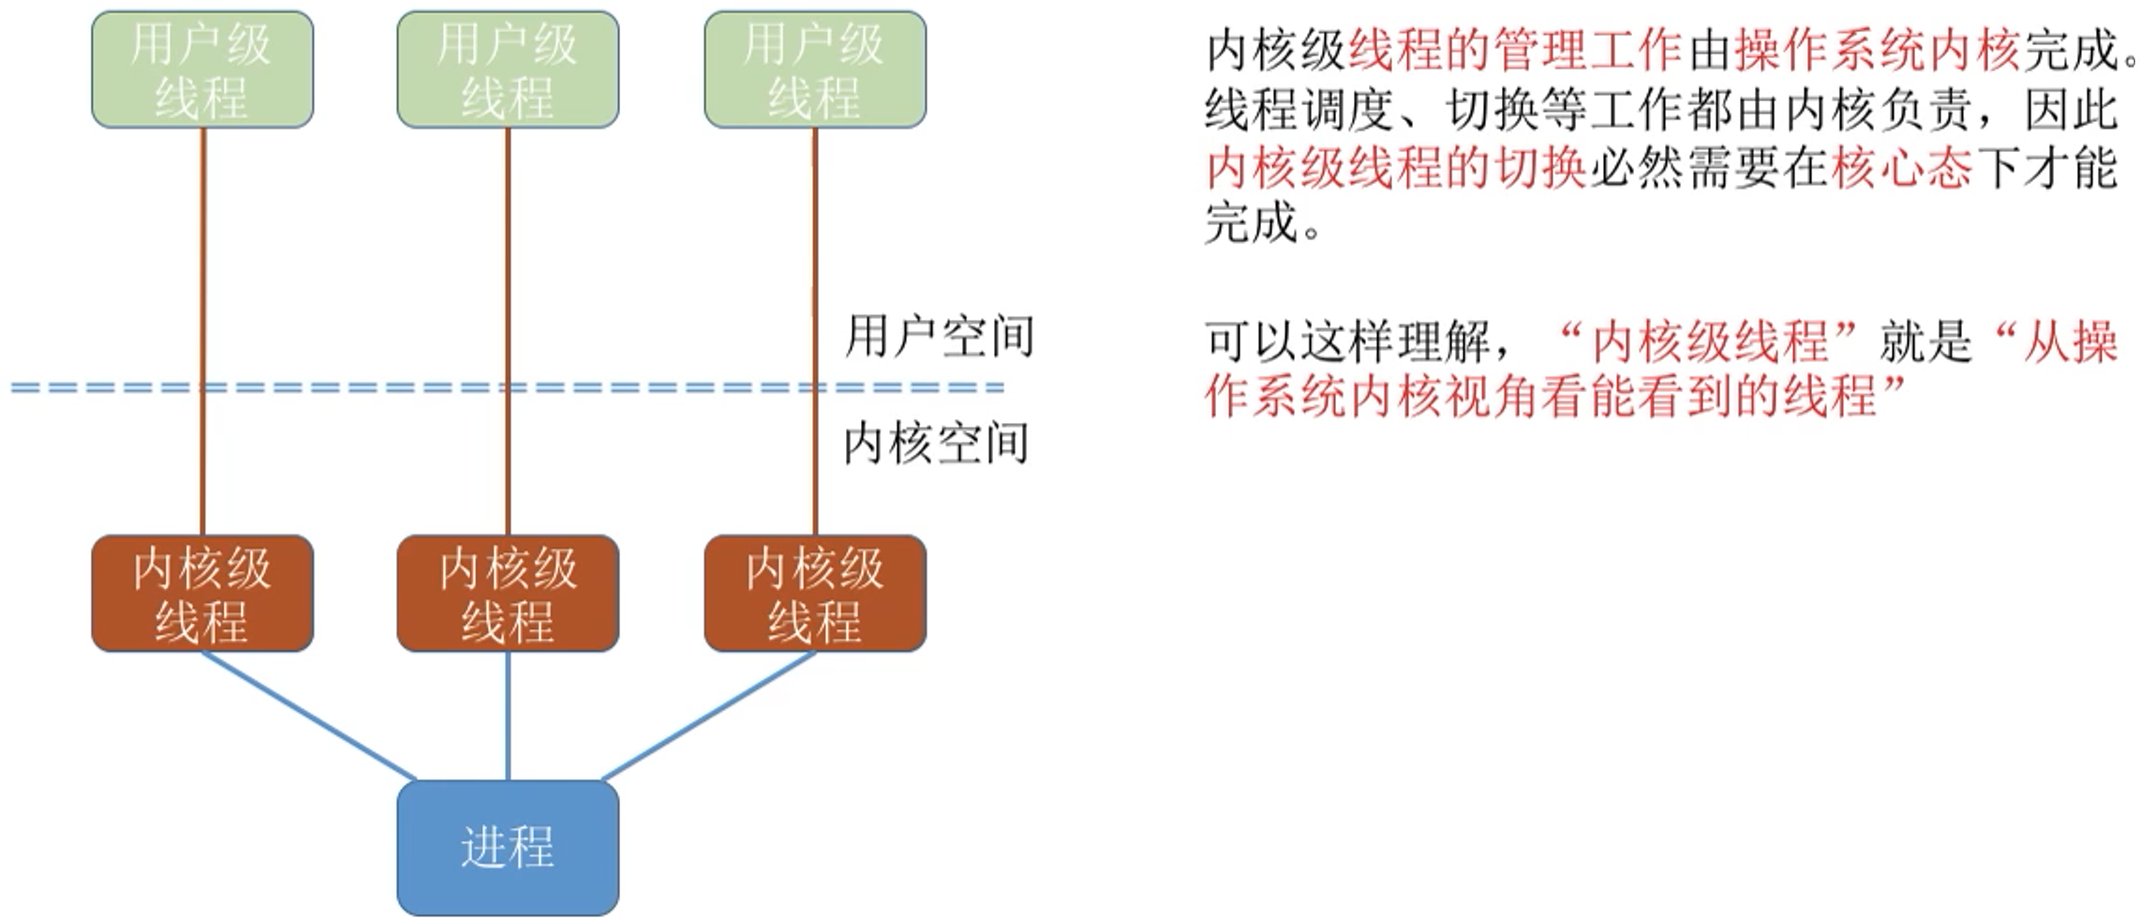 用户级
线程
用户级
线程
用户级
线程
用户空间
内核空间
内核级
线程
内核级
线程
内核级
线程
进程
内核级线程的管理工作由操作系统内核完成。
线程调度、切换等工作都由内核负责，因此
内核级线程的切换必然需要在核心态下才能
完成。
可以这样理解，“内核级线程”就是“从操
作系统内核视角看能看到的线程”